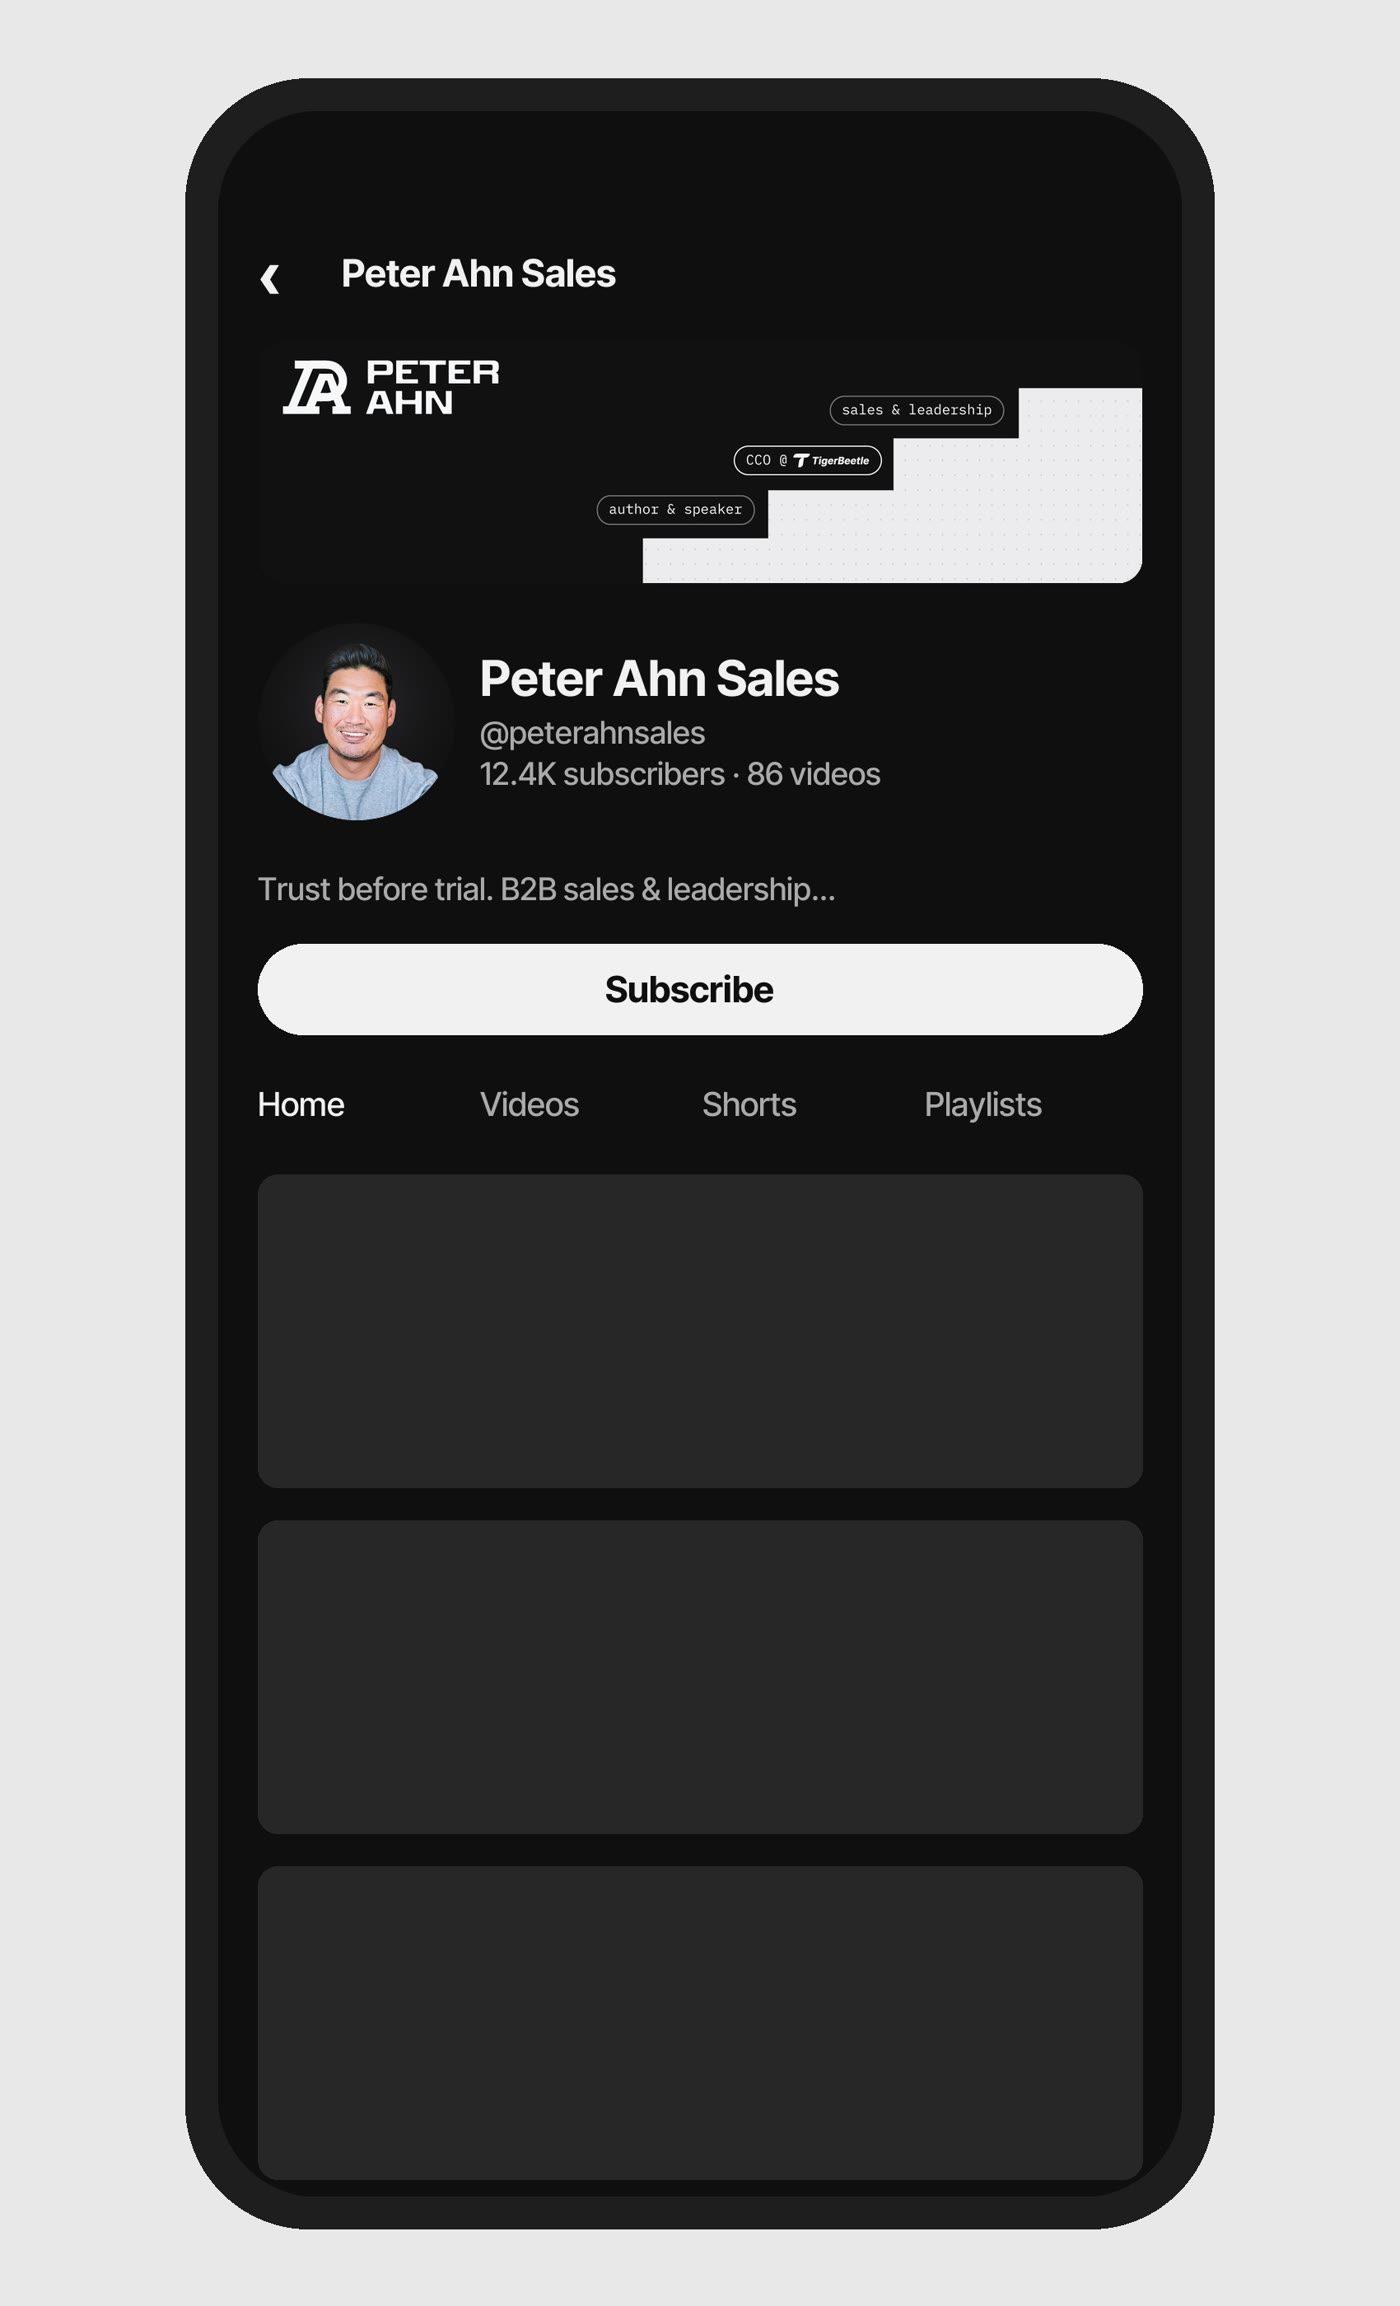 Peter Ahn Sales
PETER
AHN
sales & leadership
CCO @ TigerBeetle
author & speaker
Peter Ahn Sales
@peterahnsales
12.4K subscribers · 86 videos
Trust before trial. B2B sales & leadership...
Subscribe
Home Videos Shorts Playlists